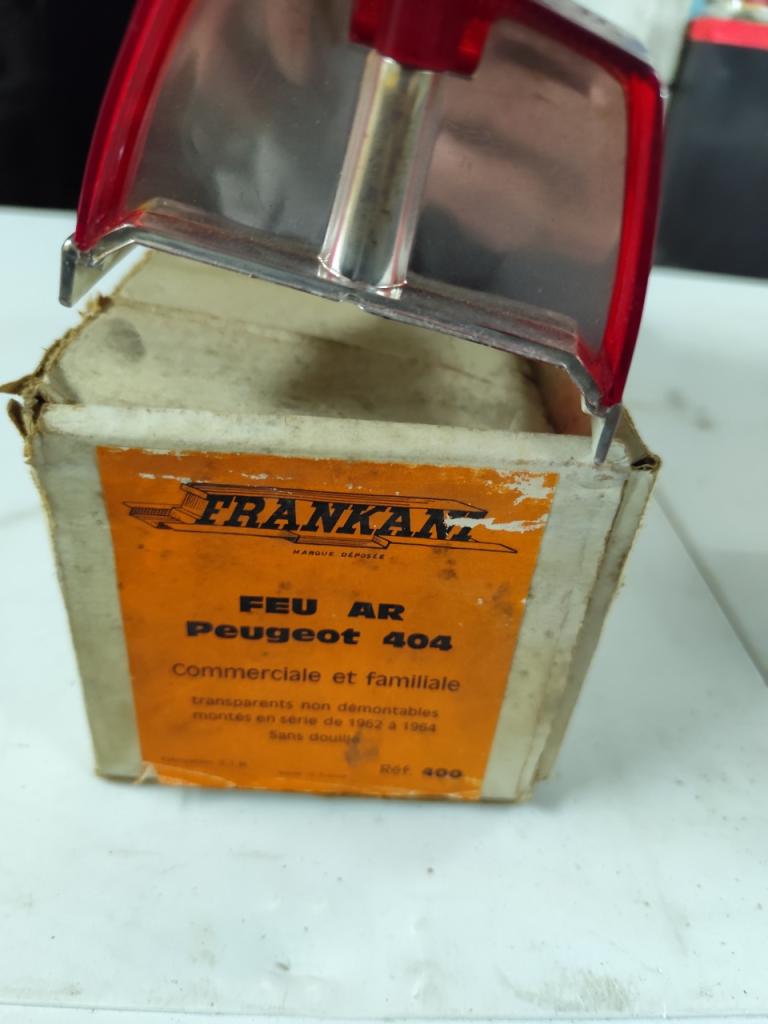 FRANKANI
MARQUE DÉPOSÉE
FEU AR
Peugeot 404
Commerciale et familiale
transparents non démontables
montés en série de 1962 à 1964
Sans douille
Réf. 400